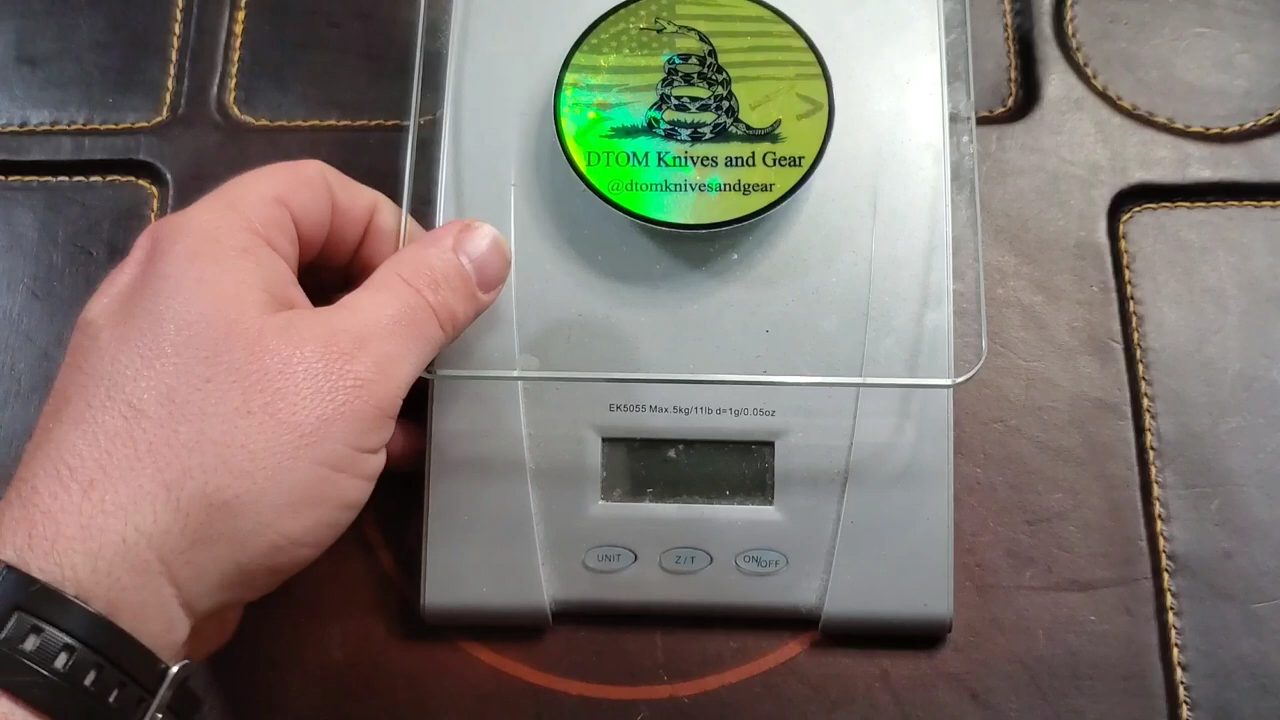 DTOM Knives and Gear
@dtomknivesandgear
EK5055 Max.5kg/11lb d=1g/0.05oz
UNIT
Z/T
ON/OFF